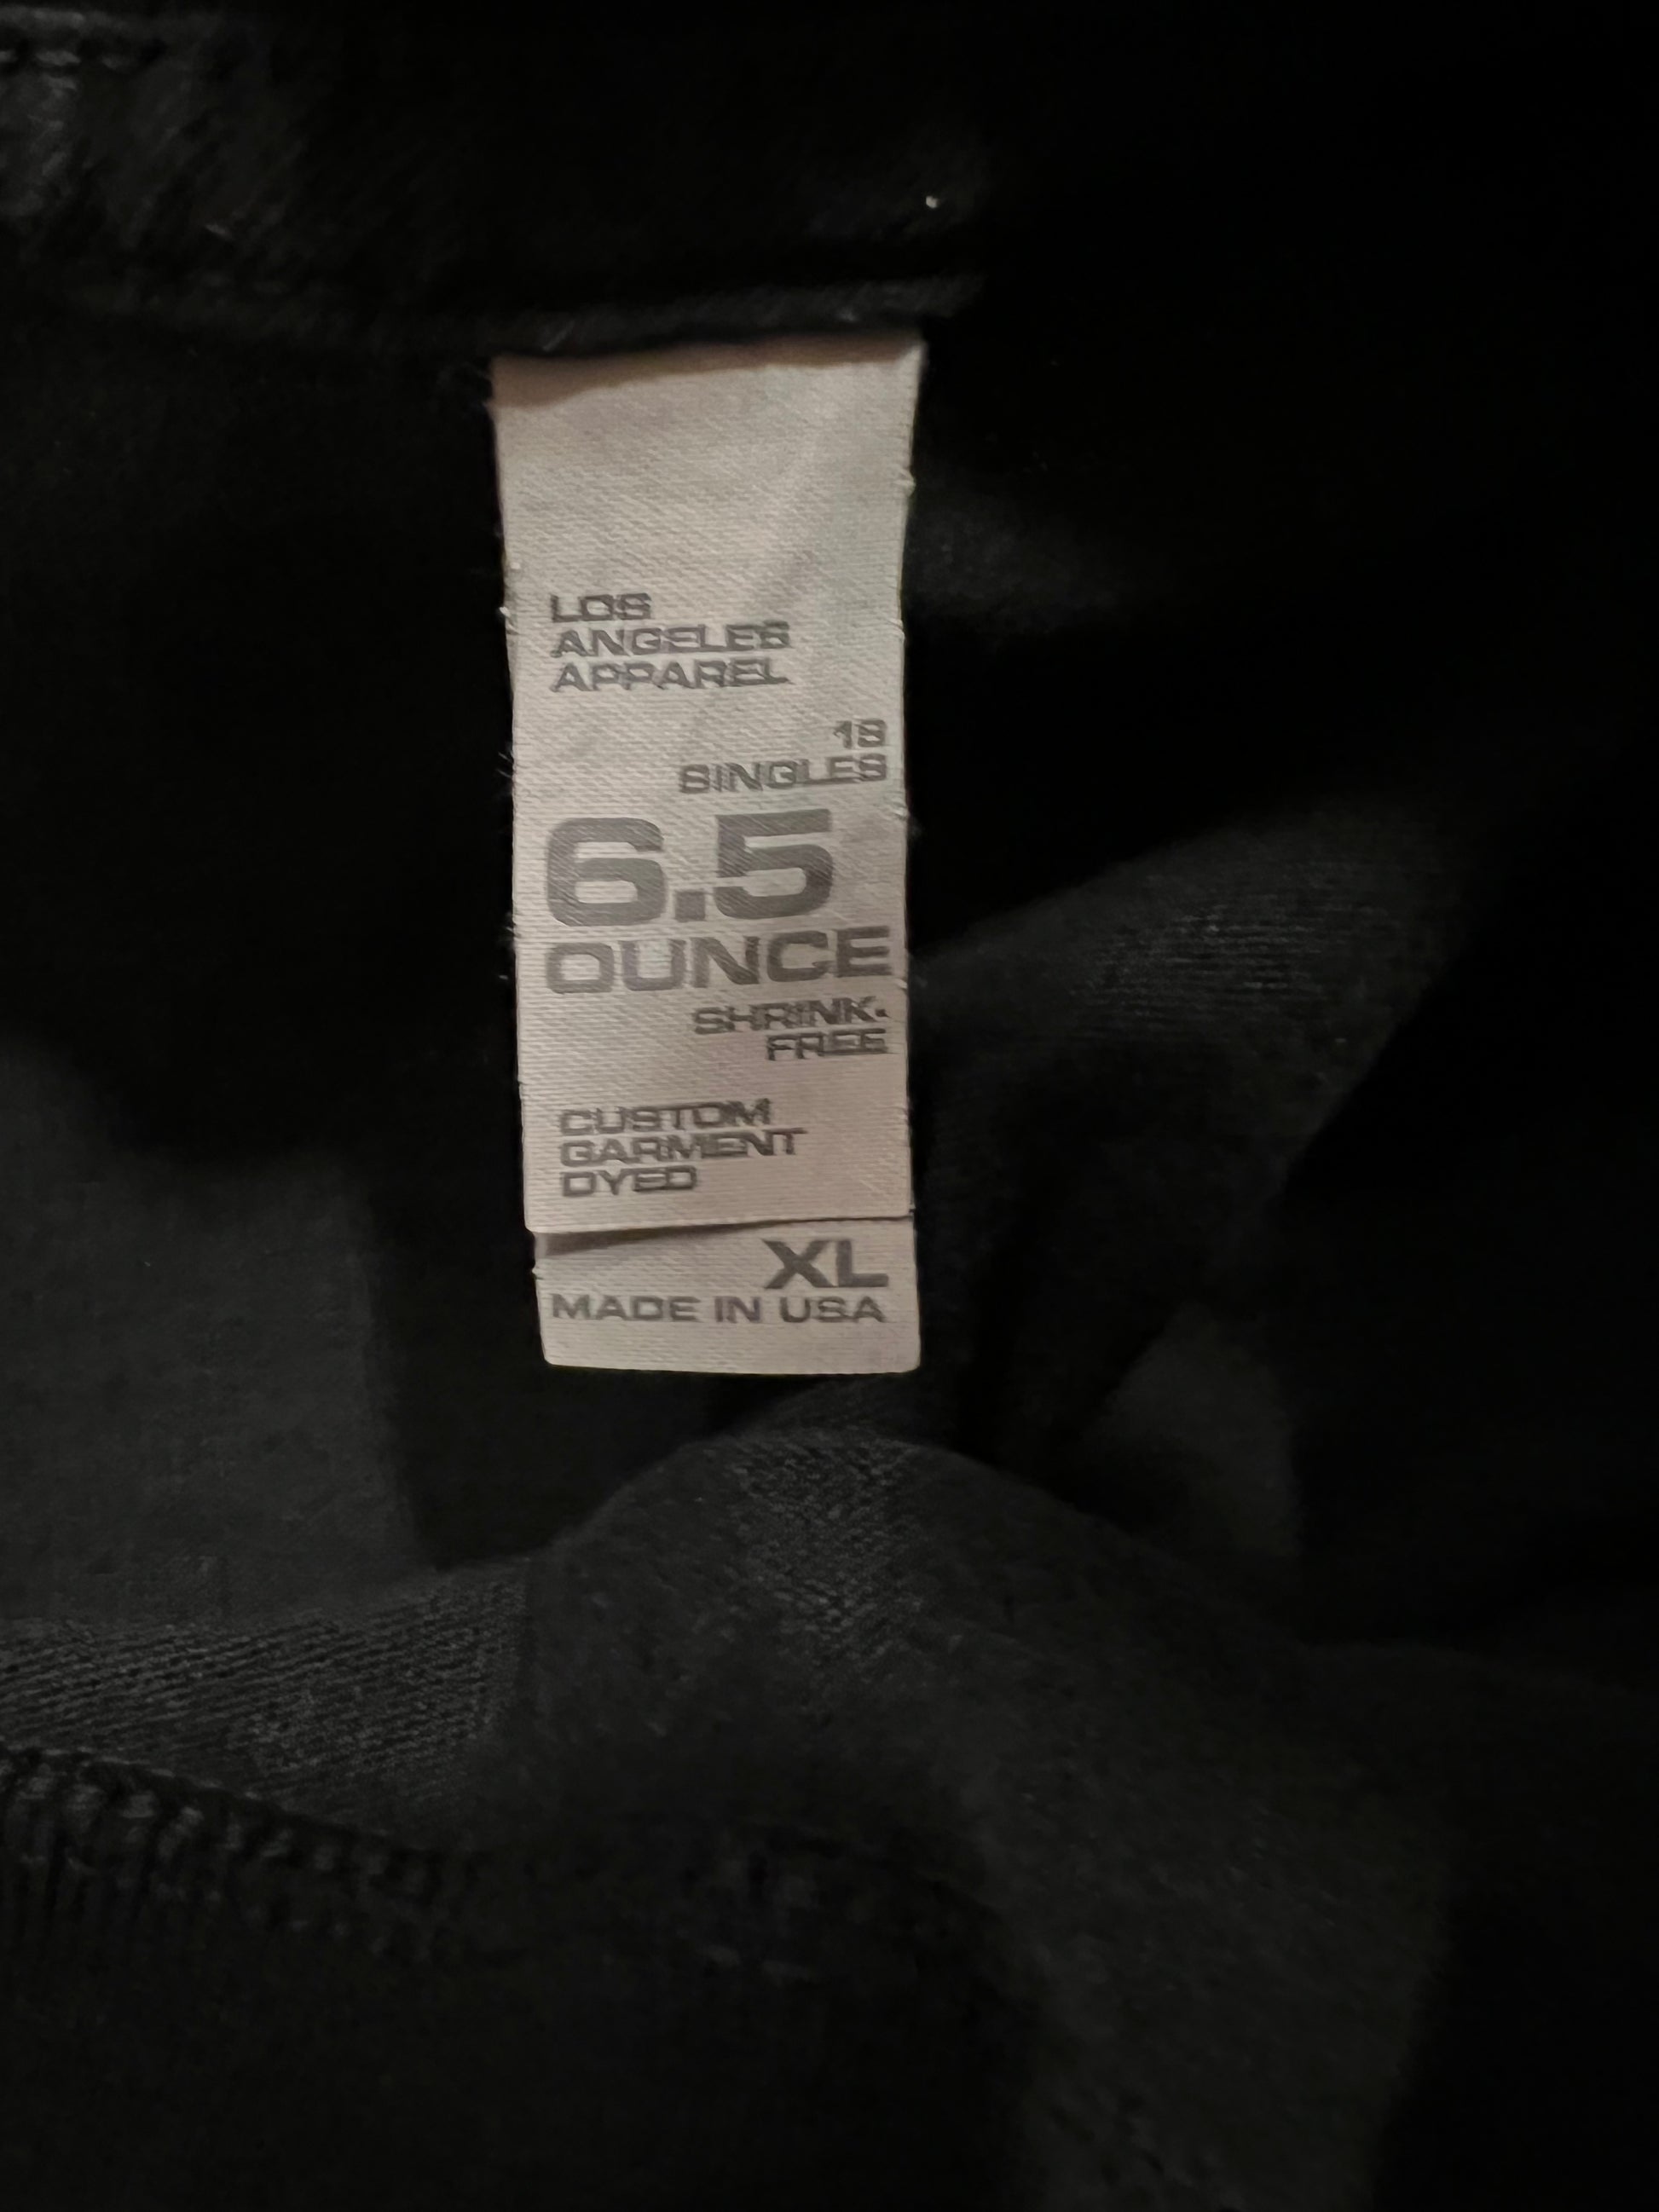 LOS
ANGELES
APPAREL
18
SINGLES
6.5
OUNCE
SHRINK-
FREE
CUSTOM
GARMENT
DYED
XL
MADE IN USA